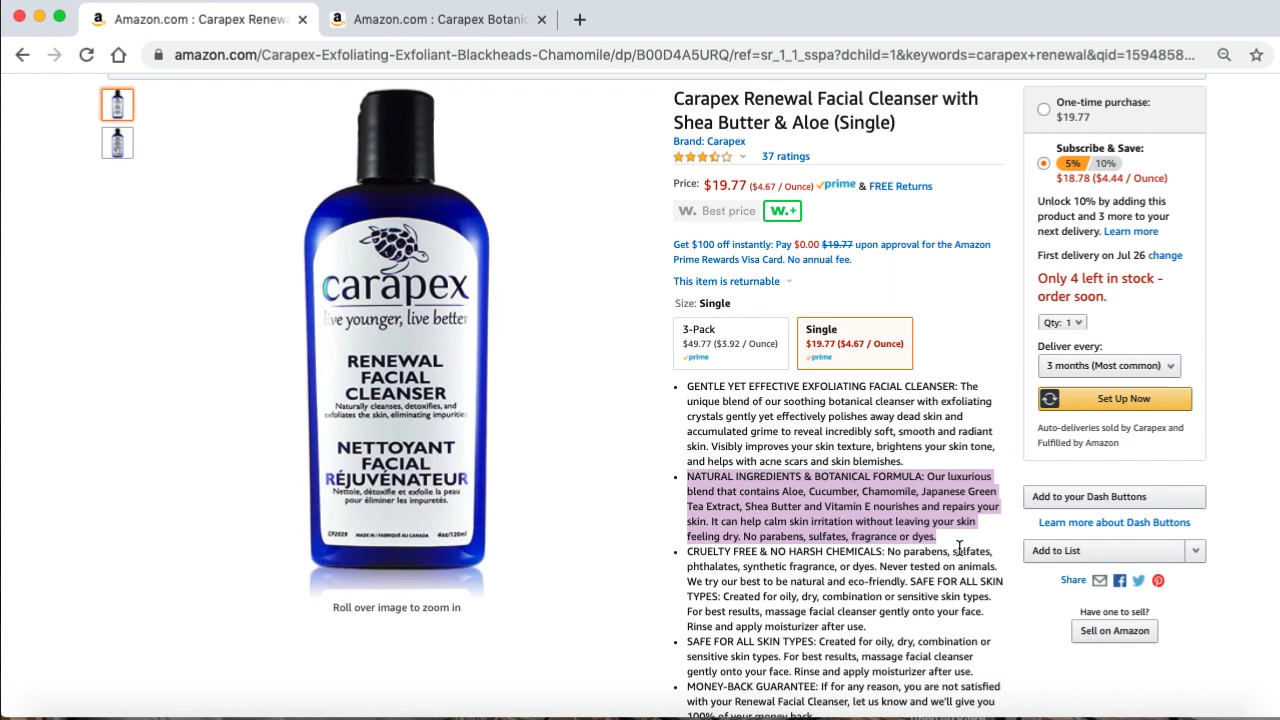 Amazon.com : Carapex Renew
Amazon.com : Carapex Botanic
amazon.com/Carapex-Exfoliating-Exfoliant-Blackheads-Chamomile/dp/B00D4A5URQ/ref=sr_1_1_sspa?dchild=1&keywords=carapex+renewal&qid=1594858...
carapex
live younger, live better
RENEWAL
FACIAL
CLEANSER
Naturally cleanses, detoxifies, and
exfoliates the skin, eliminating impurities
NETTOYANT
FACIAL
RÉJUVÉNATEUR
Nettoie, détoxifie et exfolie la peau
pour éliminer les impuretés.
CP2029 MADE IN / FABRIQUÉ AU CANADA 4oz/120ml
Roll over image to zoom in
Carapex Renewal Facial Cleanser with
Shea Butter & Aloe (Single)
Brand: Carapex
37 ratings
Price: $19.77 ($4.67 / Ounce) prime & FREE Returns
W. Best price W.+
Get $100 off instantly: Pay $0.00 $19.77 upon approval for the Amazon
Prime Rewards Visa Card. No annual fee.
This item is returnable
Size: Single
3-Pack
$49.77 ($3.92 / Ounce)
prime
Single
$19.77 ($4.67 / Ounce)
prime
• GENTLE YET EFFECTIVE EXFOLIATING FACIAL CLEANSER: The
unique blend of our soothing botanical cleanser with exfoliating
crystals gently yet effectively polishes away dead skin and
accumulated grime to reveal incredibly soft, smooth and radiant
skin. Visibly improves your skin texture, brightens your skin tone,
and helps with acne scars and skin blemishes.
• NATURAL INGREDIENTS & BOTANICAL FORMULA: Our luxurious
blend that contains Aloe, Cucumber, Chamomile, Japanese Green
Tea Extract, Shea Butter and Vitamin E nourishes and repairs your
skin. It can help calm skin irritation without leaving your skin
feeling dry. No parabens, sulfates, fragrance or dyes.
• CRUELTY FREE & NO HARSH CHEMICALS: No parabens, sulfates,
phthalates, synthetic fragrance, or dyes. Never tested on animals.
We try our best to be natural and eco-friendly. SAFE FOR ALL SKIN
TYPES: Created for oily, dry, combination or sensitive skin types.
For best results, massage facial cleanser gently onto your face.
Rinse and apply moisturizer after use.
• SAFE FOR ALL SKIN TYPES: Created for oily, dry, combination or
sensitive skin types. For best results, massage facial cleanser
gently onto your face. Rinse and apply moisturizer after use.
• MONEY-BACK GUARANTEE: If for any reason, you are not satisfied
with your Renewal Facial Cleanser, let us know and we'll give you
100% of your money back
One-time purchase:
$19.77
Subscribe & Save:
5% 10%
$18.78 ($4.44 / Ounce)
Unlock 10% by adding this
product and 3 more to your
next delivery. Learn more
First delivery on Jul 26 change
Only 4 left in stock -
order soon.
Qty: 1
Deliver every:
3 months (Most common)
Set Up Now
Auto-deliveries sold by Carapex and
Fulfilled by Amazon
Add to your Dash Buttons
Learn more about Dash Buttons
Add to List
Share
Have one to sell?
Sell on Amazon